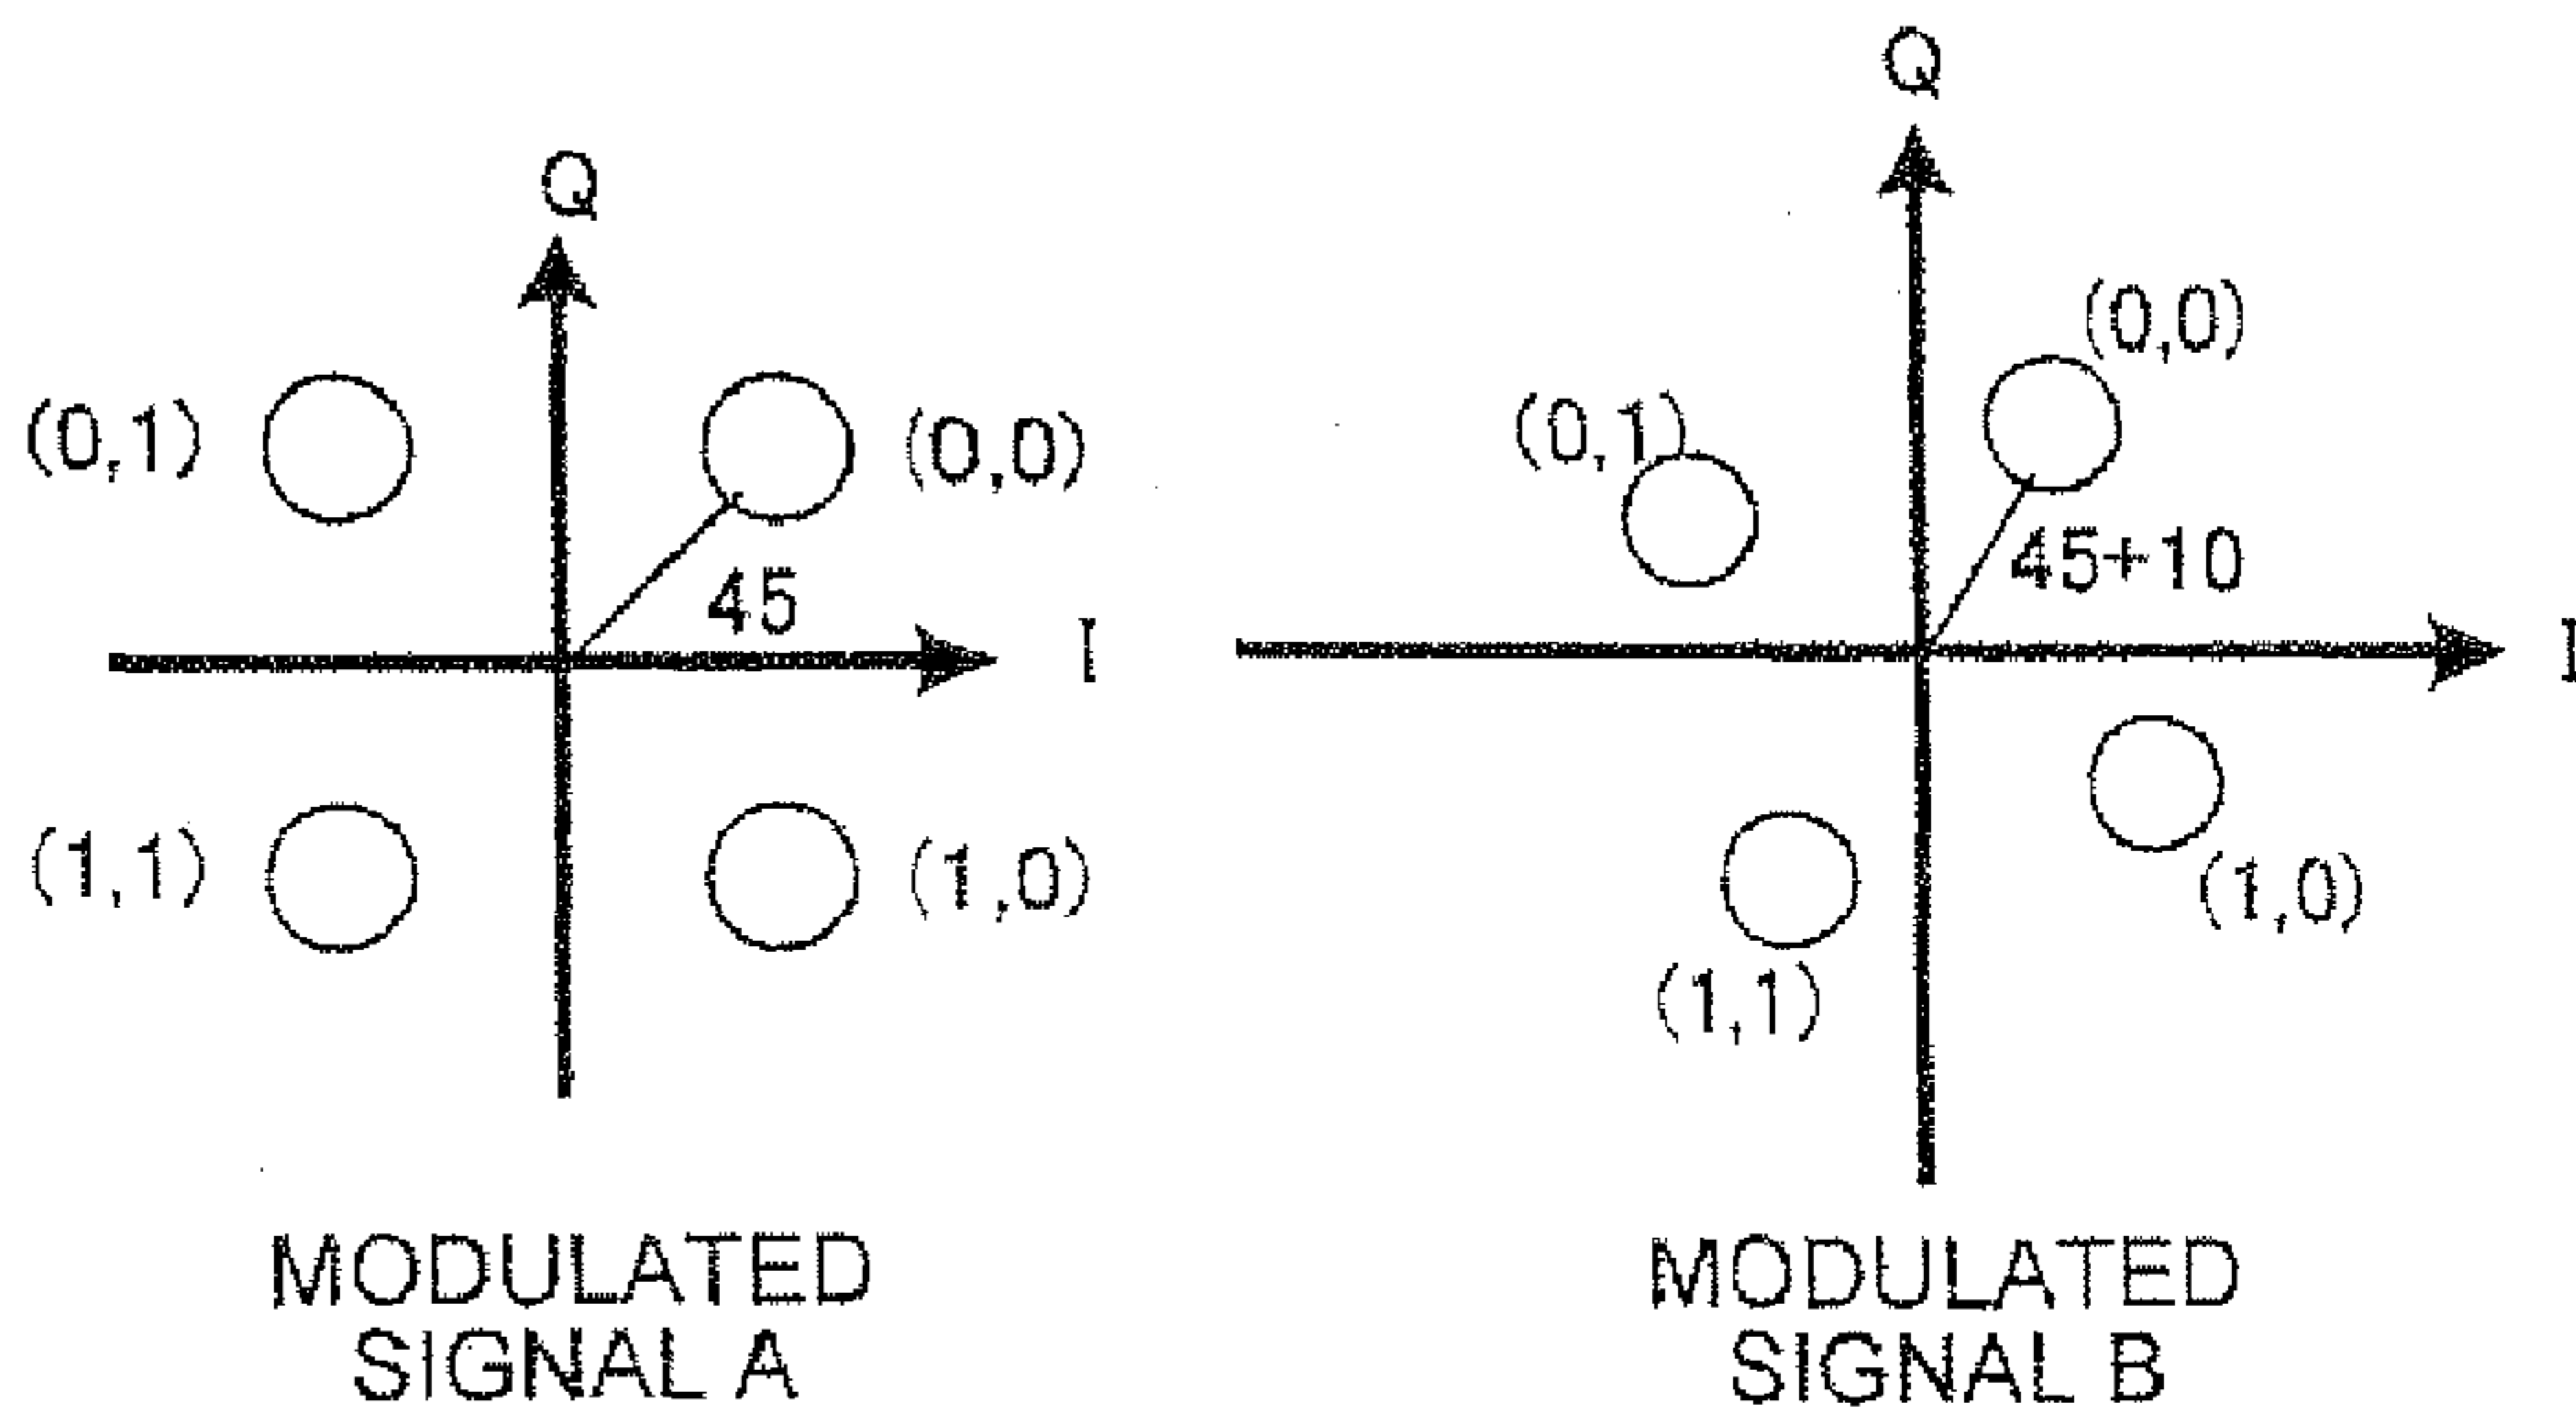 Q
(0,1)
(0,0)
45
I
(1,1)
(1,0)
MODULATED
SIGNAL A
Q
(0,0)
(0,1)
45+10
I
(1,0)
(1,1)
MODULATED
SIGNAL B